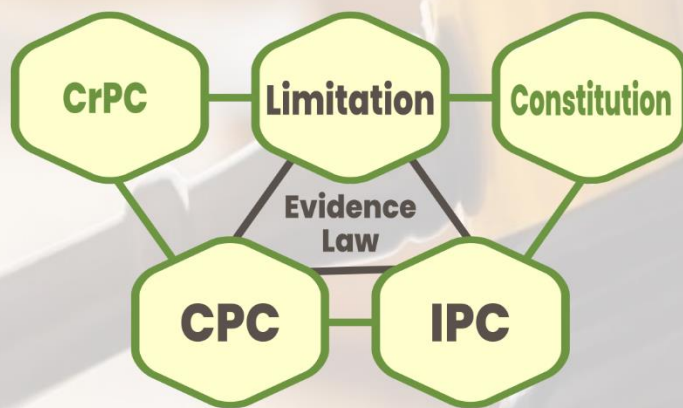 CrPC
Limitation
Constitution
Evidence
Law
CPC
IPC